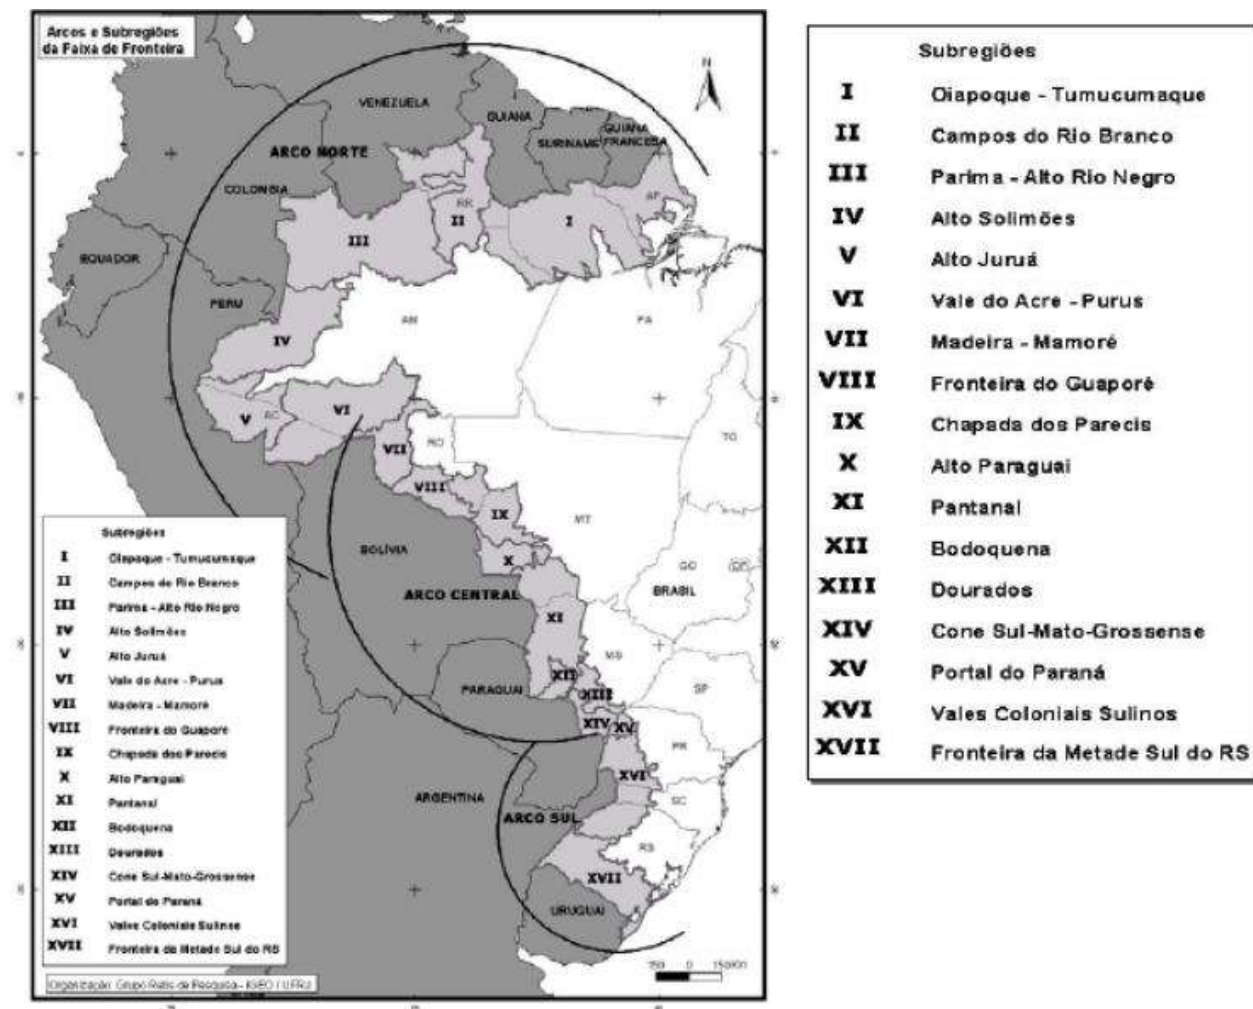 Arcos e Subregiões
da Faixa de Fronteira
N
VENEZUELA
GUIANA
GUIANA
FRANCESA
SURINAME
ARCO NORTE
COLOMBIA
AP
RR
II
I
III
EQUADOR
PERU
AM
PA
IV
V
AC
VI
VII
RO
TO
VIII
IX
MT
BOLÍVIA
X
GO
DF
BRASIL
ARCO CENTRAL
XI
MS
XII
PARAGUAI
XIII
SP
XIV
XV
PR
XVI
ARGENTINA
SC
ARCO SUL
RS
XVII
URUGUAI
150 0 150
Subregiões
I Oiapoque - Tumucumaque
II Campos do Rio Branco
III Parima - Alto Rio Negro
IV Alto Solimões
V Alto Juruá
VI Vale do Acre - Purus
VII Madeira - Mamoré
VIII Fronteira do Guaporé
IX Chapada dos Parecis
X Alto Paraguai
XI Pantanal
XII Bodoquena
XIII Dourados
XIV Cone Sul-Mato-Grossense
XV Portal do Paraná
XVI Vales Coloniais Sulinos
XVII Fronteira da Metade Sul do RS
Organização: Grupo Retis de Pesquisa - IGEO / UFRJ
Subregiões
I Oiapoque - Tumucumaque
II Campos do Rio Branco
III Parima - Alto Rio Negro
IV Alto Solimões
V Alto Juruá
VI Vale do Acre - Purus
VII Madeira - Mamoré
VIII Fronteira do Guaporé
IX Chapada dos Parecis
X Alto Paraguai
XI Pantanal
XII Bodoquena
XIII Dourados
XIV Cone Sul-Mato-Grossense
XV Portal do Paraná
XVI Vales Coloniais Sulinos
XVII Fronteira da Metade Sul do RS